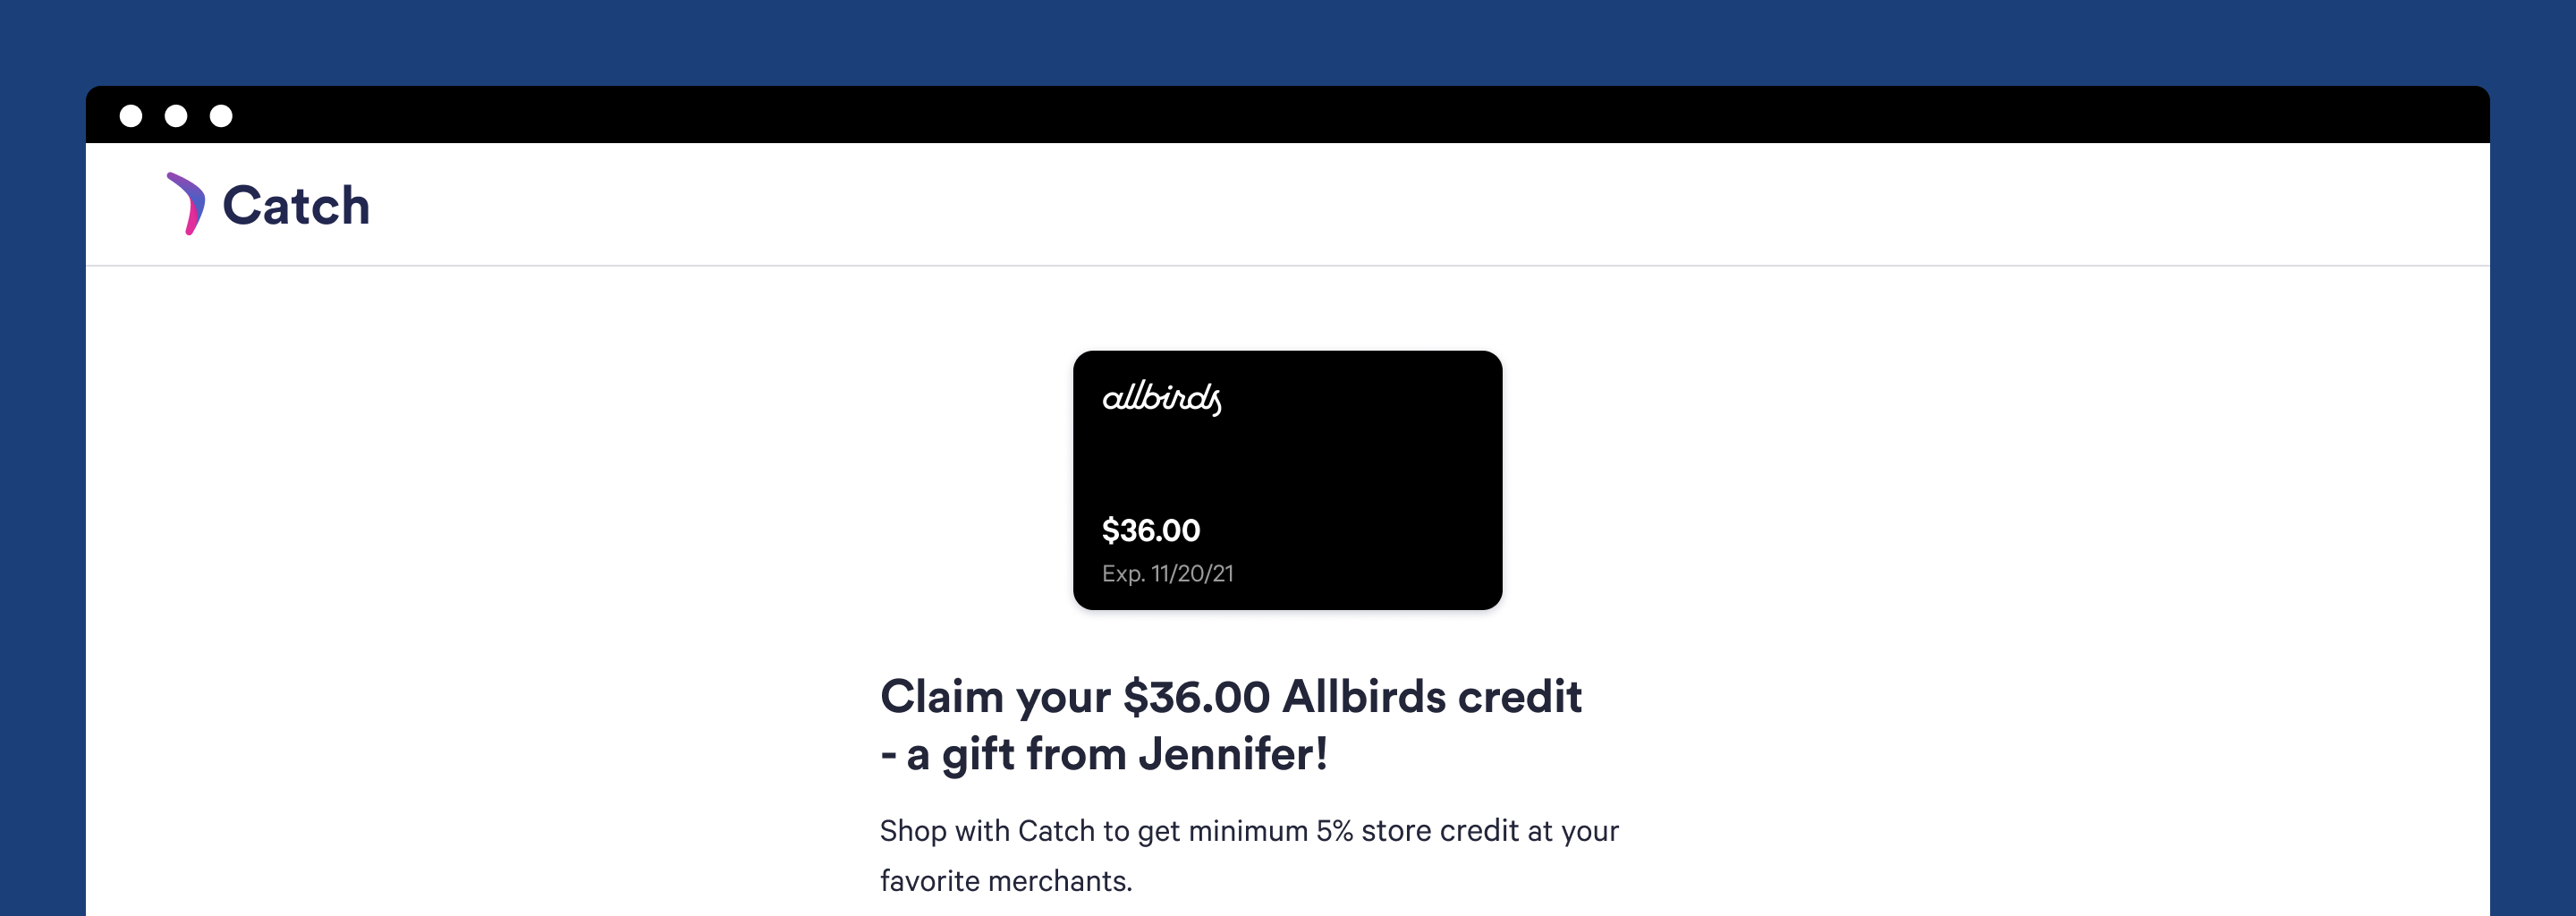 Catch
allbirds
$36.00
Exp. 11/20/21
Claim your $36.00 Allbirds credit
- a gift from Jennifer!
Shop with Catch to get minimum 5% store credit at your
favorite merchants.